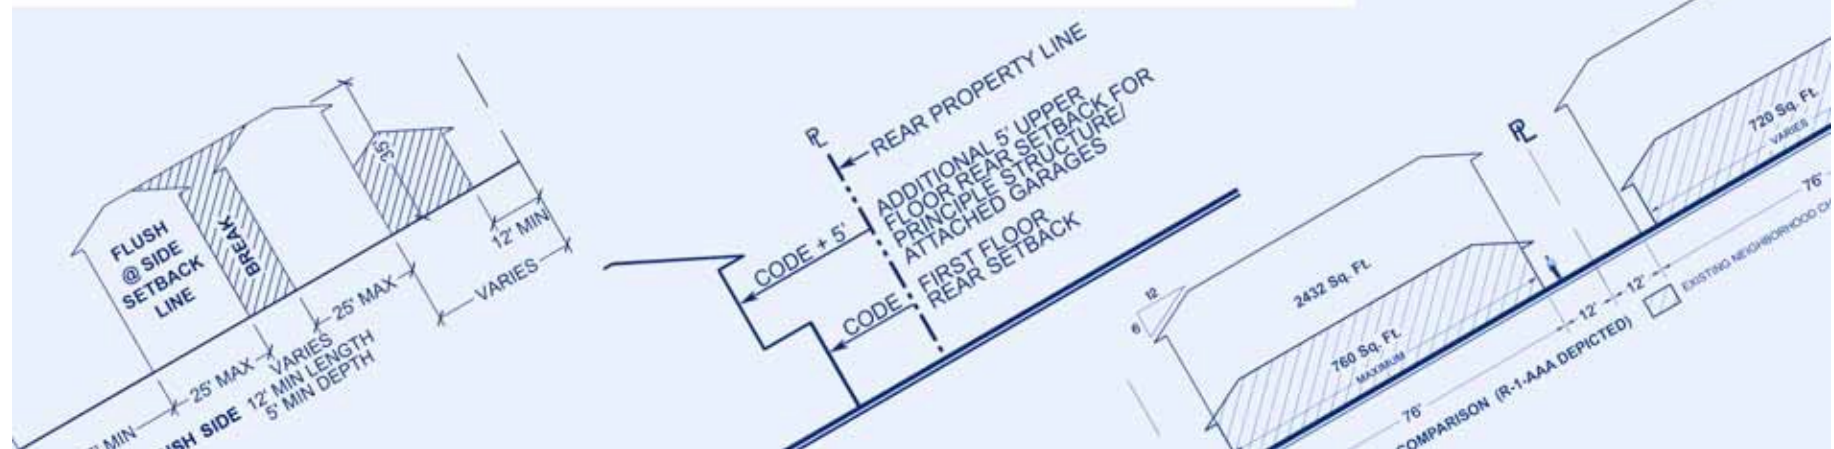 FLUSH
@ SIDE
SETBACK
LINE
BREAK
35'
12' MIN
VARIES
25' MAX
25' MAX
VARIES
12' MIN LENGTH
5' MIN DEPTH
MIN
SIDE
REAR PROPERTY LINE
ADDITIONAL 5' UPPER
FLOOR REAR SETBACK FOR
PRINCIPLE STRUCTURE/
ATTACHED GARAGES
CODE + 5'
FIRST FLOOR
REAR SETBACK
CODE
12
6
2432 Sq. Ft.
760 Sq. Ft.
MAXIMUM
720 Sq. Ft.
VARIES
76'
12'
12'
76'
EXISTING NEIGHBORHOOD
COMPARISON (R-1-AAA DEPICTED)